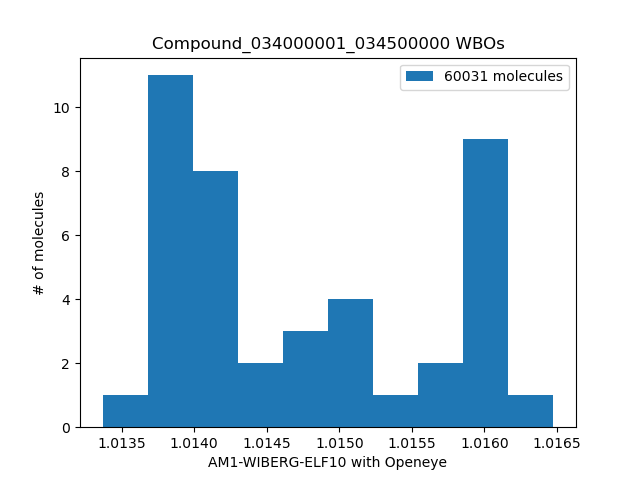 Compound_034000001_034500000 WBOs
60031 molecules
# of molecules
10
8
6
4
2
0
1.0135 1.0140 1.0145 1.0150 1.0155 1.0160 1.0165
AM1-WIBERG-ELF10 with Openeye